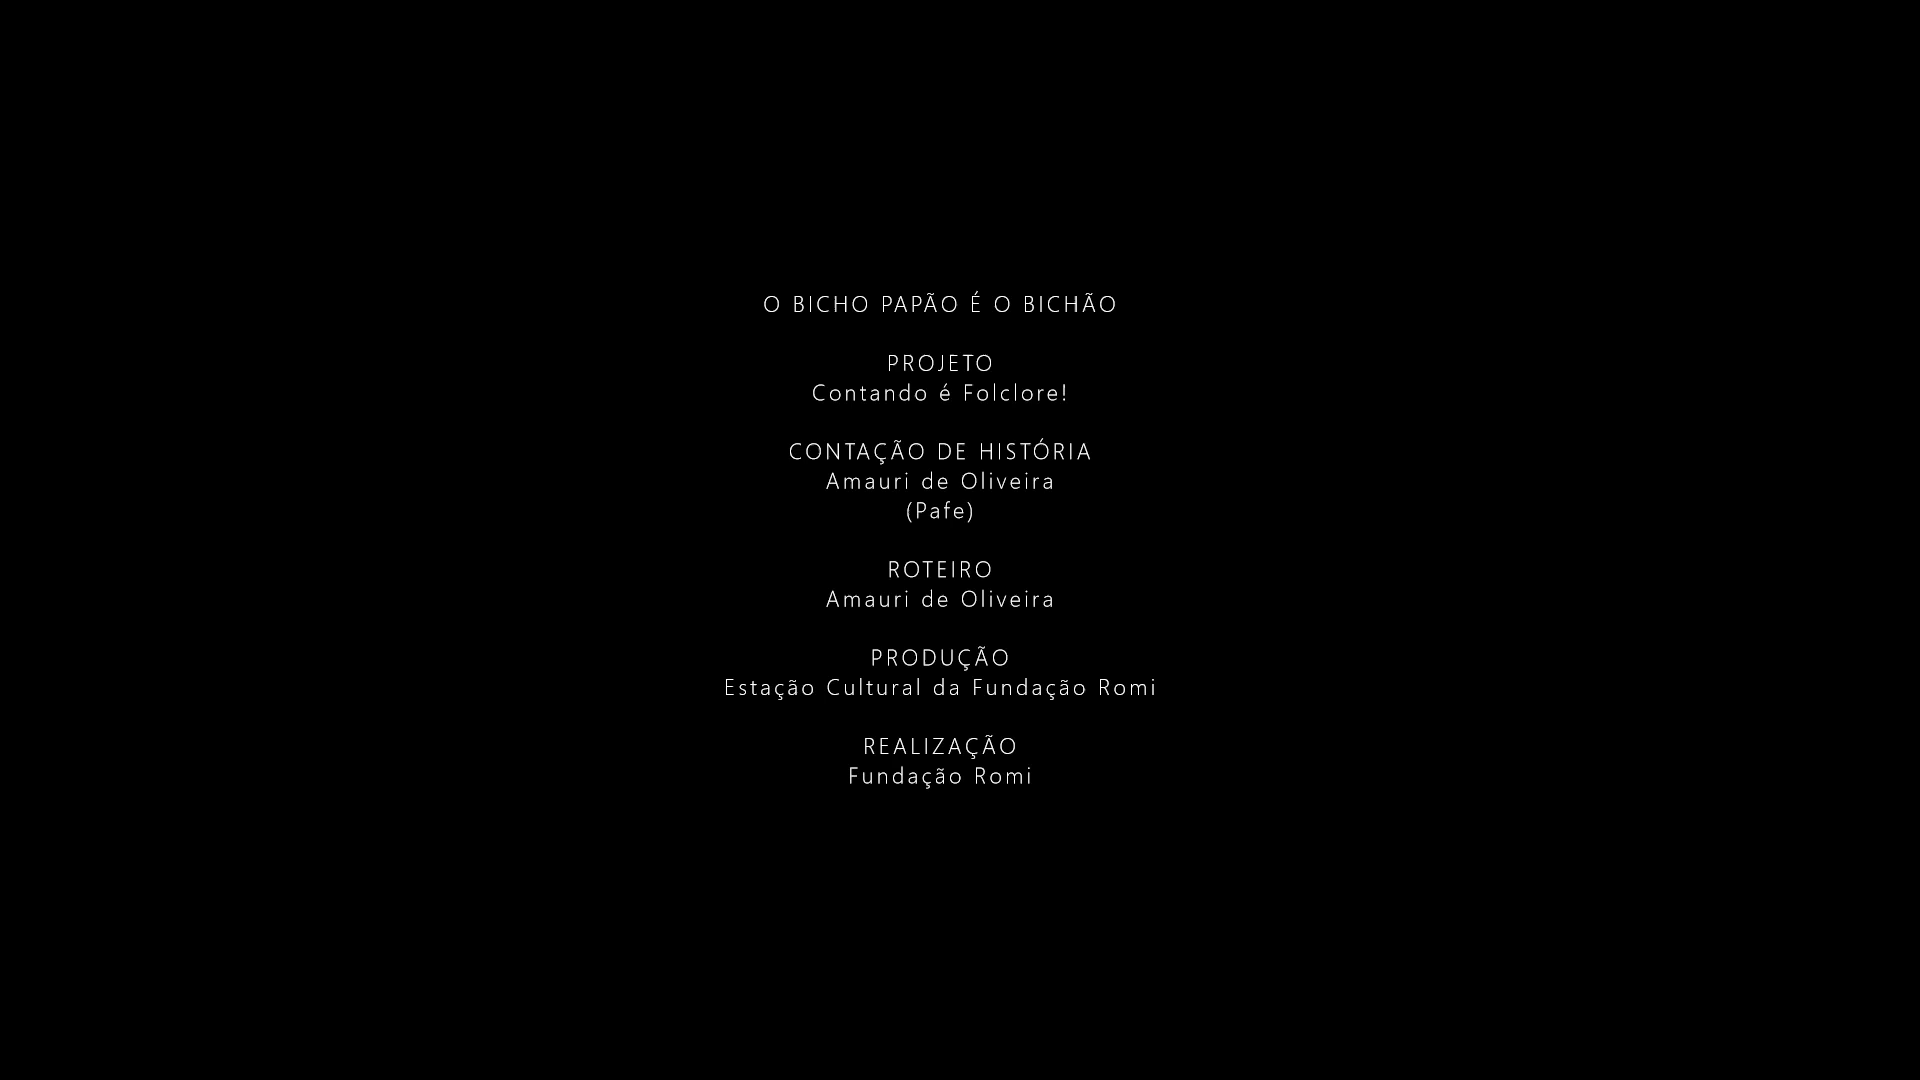 O BICHO PAPÃO É O BICHÃO
PROJETO
Contando é Folclore!
CONTAÇÃO DE HISTÓRIA
Amauri de Oliveira
(Pafe)
ROTEIRO
Amauri de Oliveira
PRODUÇÃO
Estação Cultural da Fundação Romi
REALIZAÇÃO
Fundação Romi